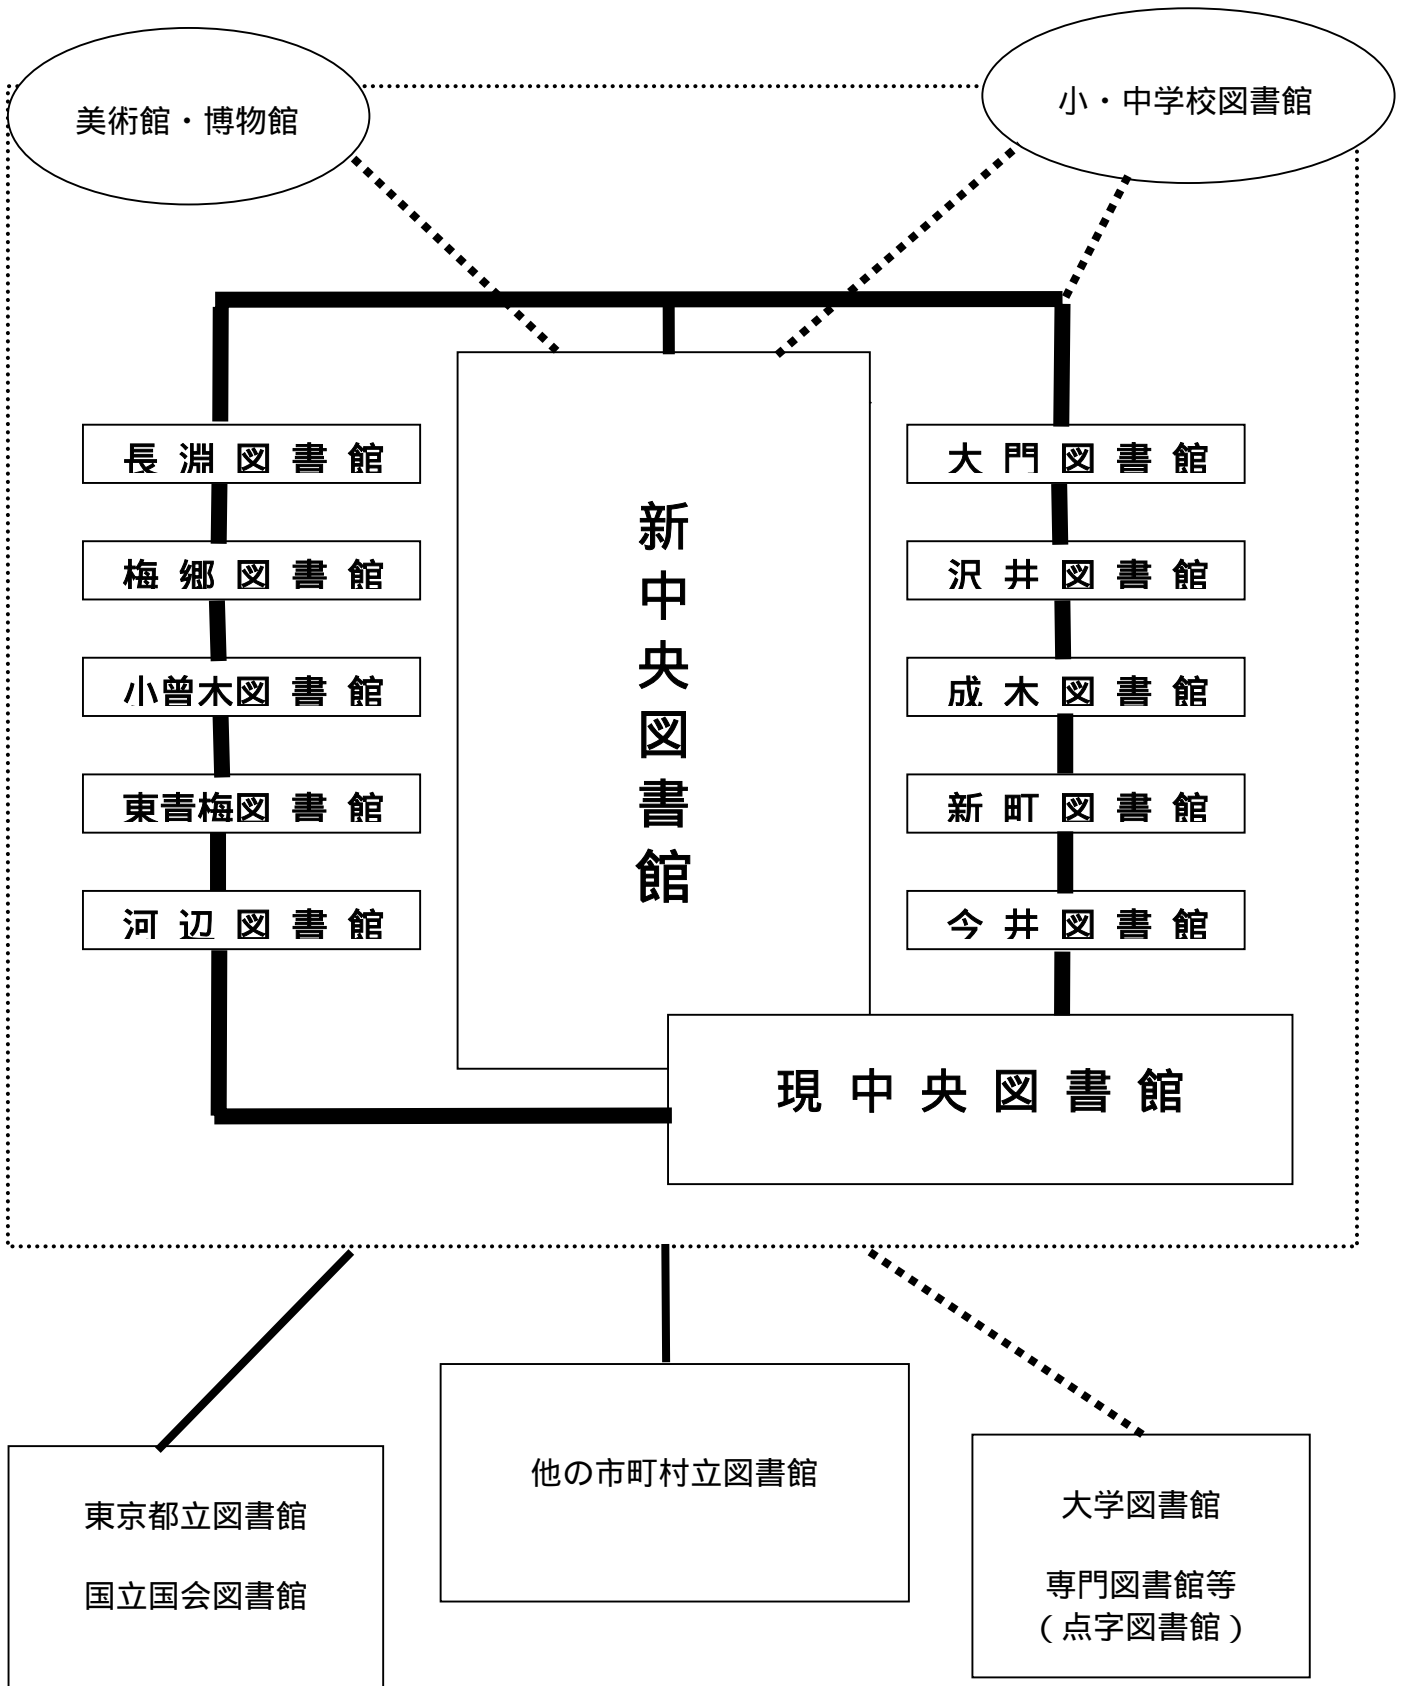 美術館・博物館
小・中学校図書館
長淵図書館
梅郷図書館
小曾木図書館
東青梅図書館
河辺図書館
新中央図書館
大門図書館
沢井図書館
成木図書館
新町図書館
今井図書館
現中央図書館
東京都立図書館
国立国会図書館
他の市町村立図書館
大学図書館
専門図書館等
（点字図書館）